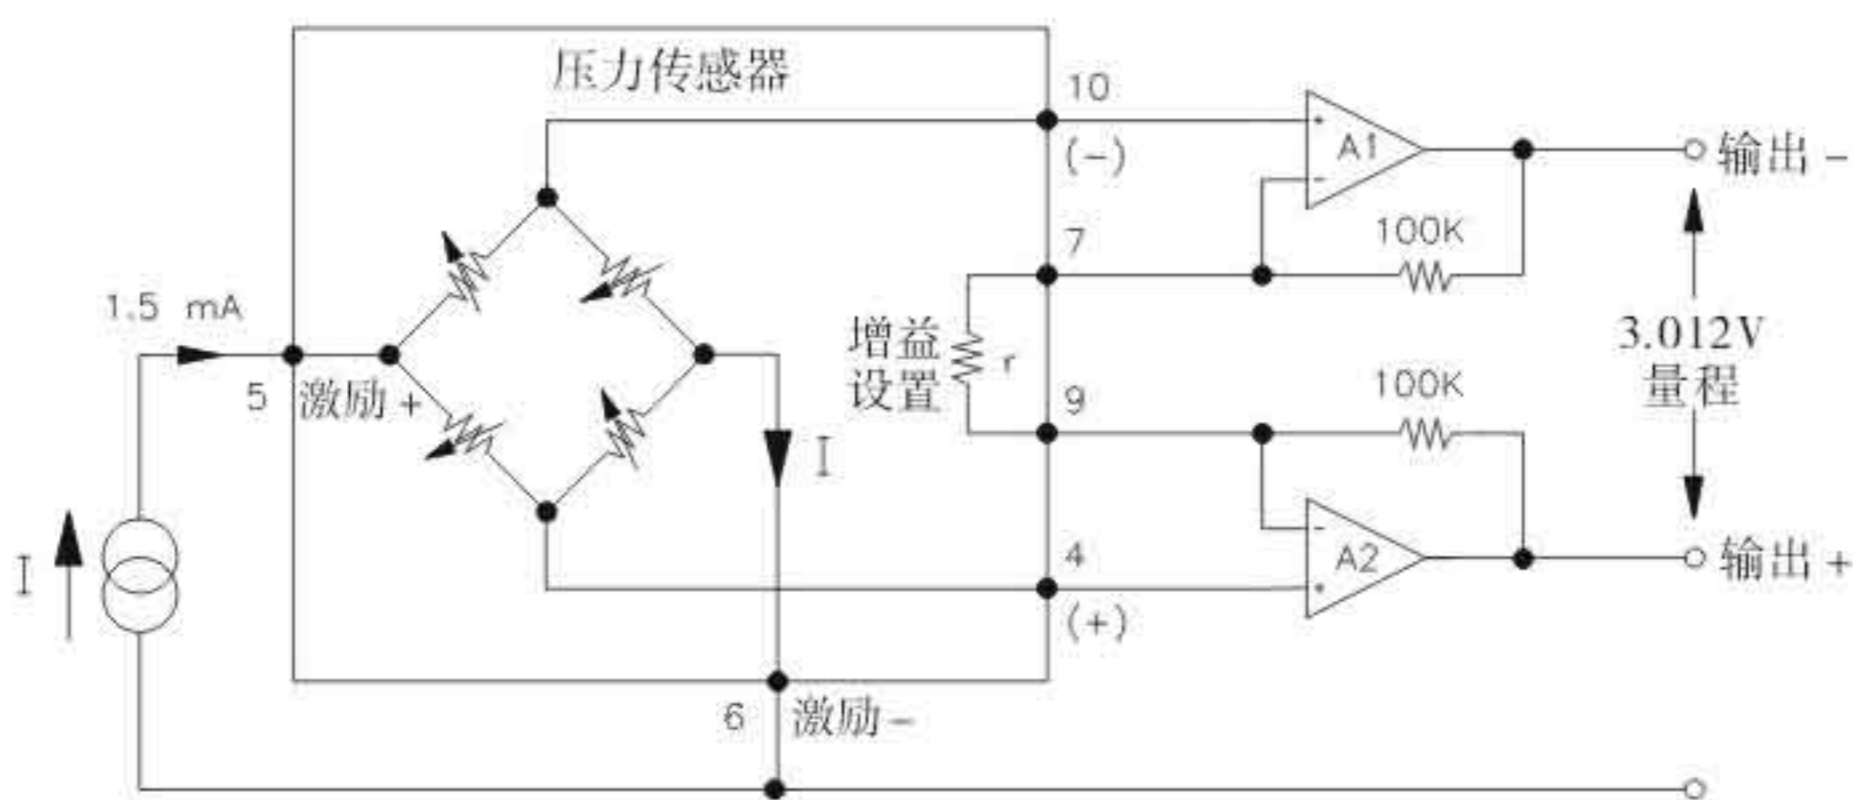 压力传感器
10
(-)
A1
输出 -
7
100K
1.5 mA
增益
设置
r
3.012V
量程
5
激励 +
9
100K
I
4
A2
输出 +
I
(+)
6
激励 -